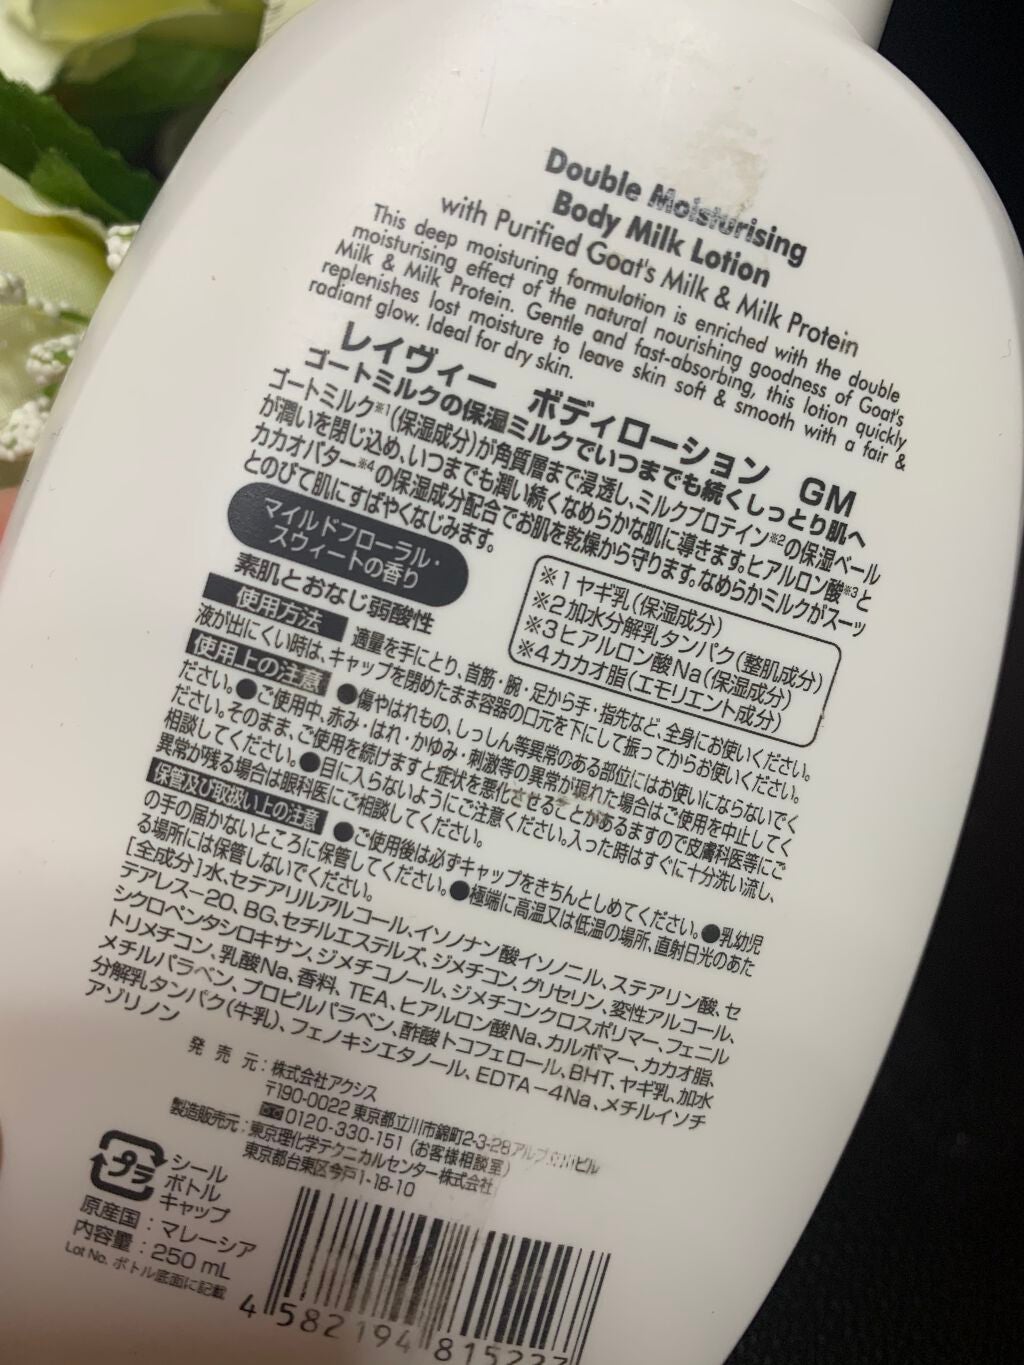 Double Moisturising
Body Milk Lotion
with Purified Goat's Milk & Milk Protein
This deep moisturing formulation is enriched with the double
moisturising effect of the natural nourishing goodness of Goat's
Milk & Milk Protein. Gentle and fast-absorbing, this lotion quickly
replenishes lost moisture to leave skin soft & smooth with a fair &
radiant glow. Ideal for dry skin.
レイヴィー ボディローション GM
ゴートミルクの保湿ミルクでいつまでも続くしっとり肌へ
ゴートミルク※1(保湿成分)が角質層まで浸透し、ミルクプロテイン※2の保湿ベール
が潤いを閉じ込め、いつまでも潤い続くなめらかな肌に導きます。ヒアルロン酸※3と
カカオバター※4の保湿成分配合でお肌を乾燥から守ります。なめらかミルクがスーッ
とのびて肌にすばやくなじみます。
マイルドフローラル・
スウィートの香り
素肌とおなじ弱酸性
※1ヤギ乳(保湿成分)
※2加水分解乳タンパク(整肌成分)
※3ヒアルロン酸Na(保湿成分)
※4カカオ脂(エモリエント成分)
使用方法 適量を手にとり、首筋・腕・足から手・指先など、全身にお使いください。
液が出にくい時は、キャップを閉めたまま容器の口元を下にして振ってからお使いください。
使用上の注意 ●傷やはれもの、しっしん等異常のある部位にはお使いにならないでく
ださい。●ご使用中、赤み・はれ・かゆみ・刺激等の異常が現れた場合はご使用を中止してく
ださい。そのまま、ご使用を続けますと症状を悪化させることがありますので皮膚科医等にご
相談してください。●目に入らないようにご注意ください。入った時はすぐに十分洗い流し、
異常が残る場合は眼科医にご相談してください。
保管及び取扱い上の注意 ●ご使用後は必ずキャップをきちんとしめてください。●乳幼児
の手の届かないところに保管してください。●極端に高温又は低温の場所、直射日光のあた
る場所には保管しないでください。
[全成分]水、セテアリルアルコール、イソノナン酸イソノニル、ステアリン酸、セ
テアレス-20、BG、セチルエステルズ、ジメチコン、グリセリン、変性アルコール、
シクロペンタシロキサン、ジメチコノール、ジメチコンクロスポリマー、フェニル
トリメチコン、乳酸Na、香料、TEA、ヒアルロン酸Na、カルボマー、カカオ脂、
メチルパラベン、プロピルパラベン、酢酸トコフェロール、BHT、ヤギ乳、加水
分解乳タンパク(牛乳)、フェノキシエタノール、EDTA-4Na、メチルイソチ
アゾリノン
発売元:株式会社アクシス
〒190-0022 東京都立川市錦町2-3-28アルプ立川ビル
0120-330-151 (お客様相談室)
製造販売元:東京理化学テクニカルセンター株式会社
東京都台東区今戸1-18-10
プラ
シール
ボトル
キャップ
原産国:マレーシア
内容量:250 mL
Lot No. ボトル底面に記載
4 582194 815227